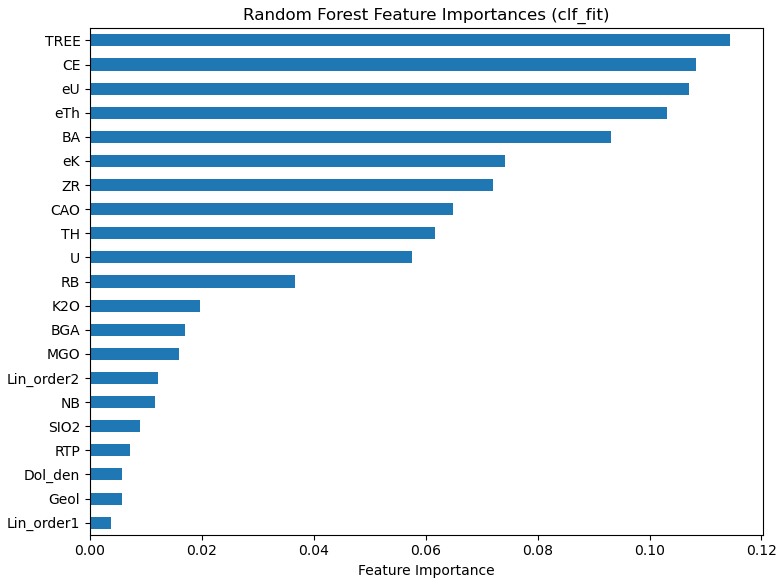 Random Forest Feature Importances (clf_fit)
TREE
CE
eU
eTh
BA
eK
ZR
CAO
TH
U
RB
K2O
BGA
MGO
Lin_order2
NB
SIO2
RTP
Dol_den
Geol
Lin_order1
0.00 0.02 0.04 0.06 0.08 0.10 0.12
Feature Importance